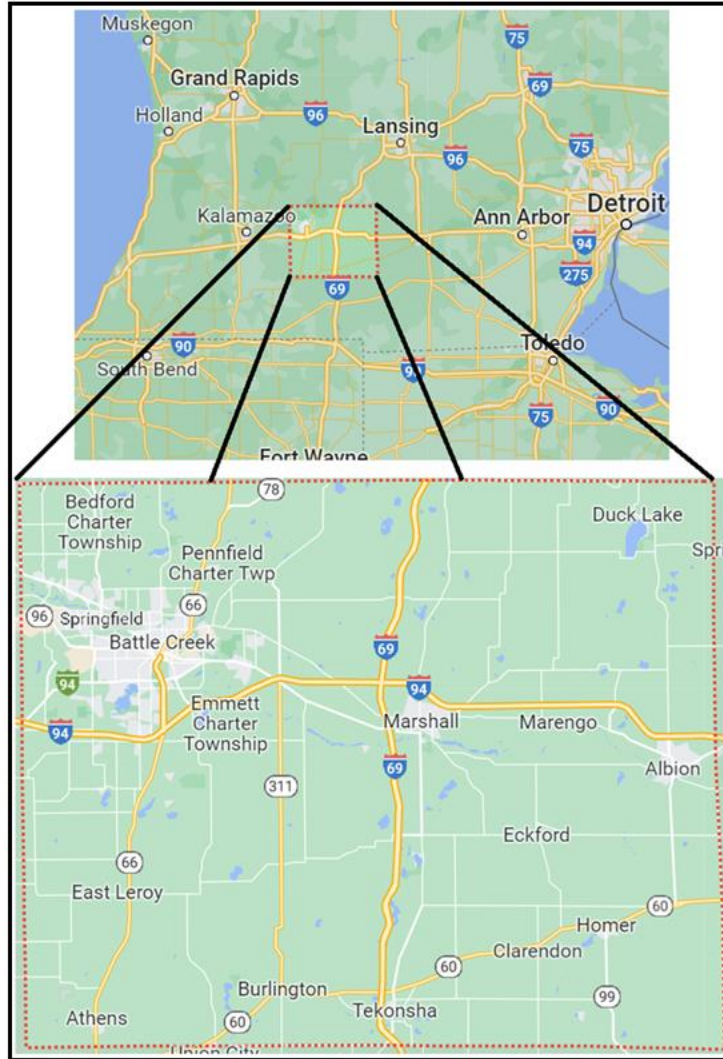 Muskegon
75
Grand Rapids
69
Holland
96
Lansing
75
96
Kalamazoo
Ann Arbor
Detroit
94
275
69
90
Toledo
South Bend
90
75
90
Fort Wayne
78
Bedford
Charter
Township
Duck Lake
Pennfield
Charter Twp
Spri
66
96
Springfield
Battle Creek
69
94
94
Emmett
Charter
Township
Marshall
Marengo
94
69
Albion
311
Eckford
66
East Leroy
60
Homer
Clarendon
60
Burlington
99
Tekonsha
Athens
60
Union City